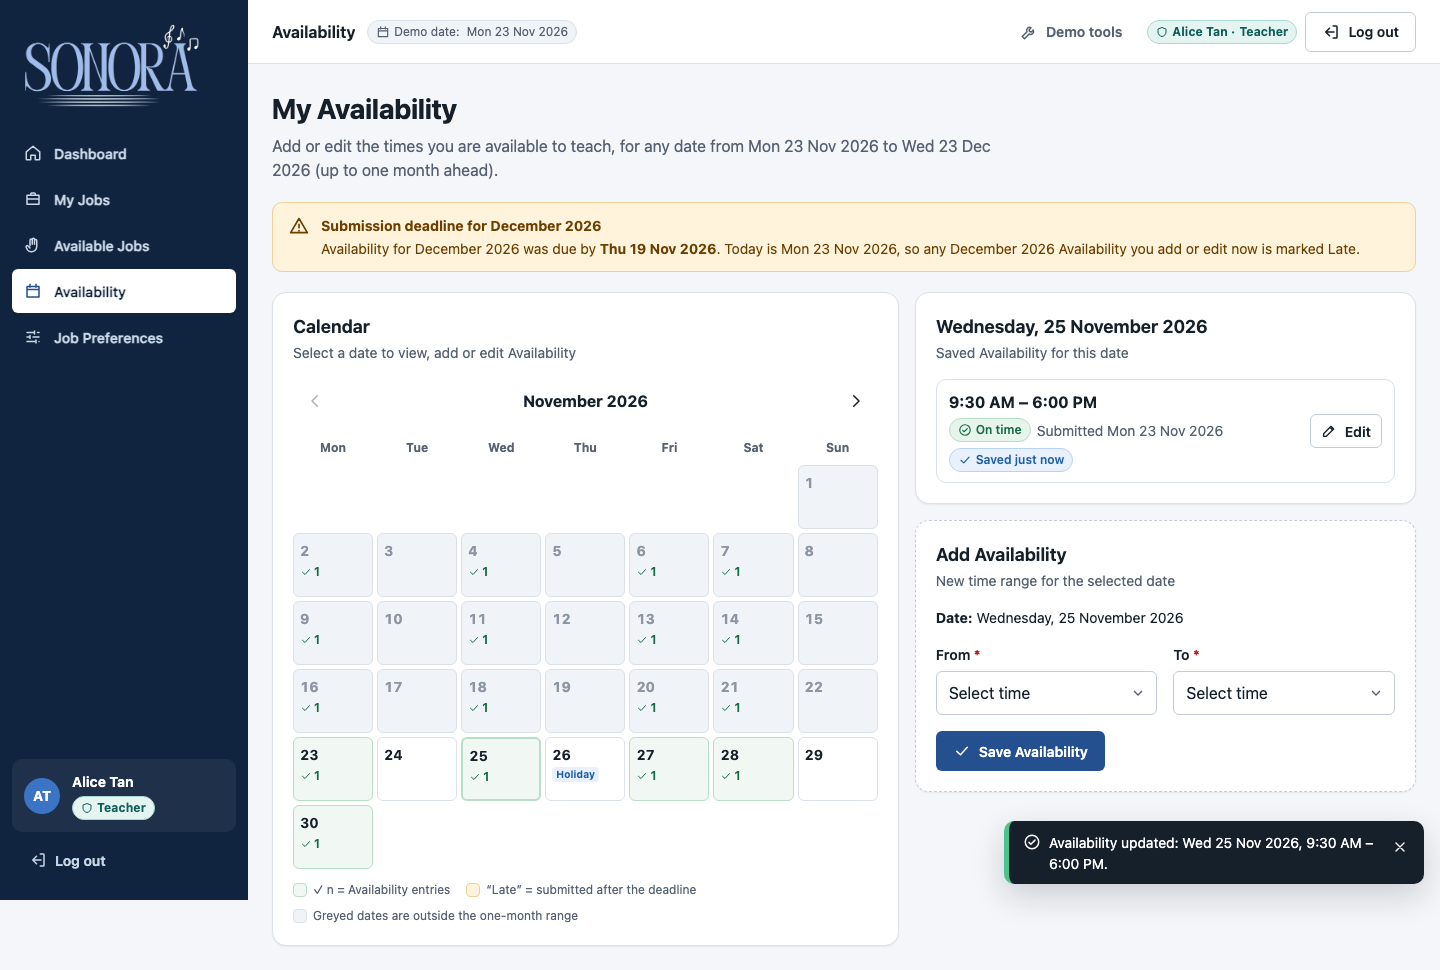 SONORA
Dashboard
My Jobs
Available Jobs
Availability
Job Preferences
AT
Alice Tan
Teacher
Log out
Availability
Demo date: Mon 23 Nov 2026
Demo tools
Alice Tan · Teacher
Log out
My Availability
Add or edit the times you are available to teach, for any date from Mon 23 Nov 2026 to Wed 23 Dec
2026 (up to one month ahead).
Submission deadline for December 2026
Availability for December 2026 was due by Thu 19 Nov 2026. Today is Mon 23 Nov 2026, so any December 2026 Availability you add or edit now is marked Late.
Calendar
Select a date to view, add or edit Availability
November 2026
Mon Tue Wed Thu Fri Sat Sun
1
2 3 4 5 6 7 8
✓ 1 ✓ 1 ✓ 1 ✓ 1
9 10 11 12 13 14 15
✓ 1 ✓ 1 ✓ 1 ✓ 1
16 17 18 19 20 21 22
✓ 1 ✓ 1 ✓ 1 ✓ 1
23 24 25 26 27 28 29
✓ 1 ✓ 1 Holiday ✓ 1 ✓ 1
30
✓ 1
✓ n = Availability entries
“Late” = submitted after the deadline
Greyed dates are outside the one-month range
Wednesday, 25 November 2026
Saved Availability for this date
9:30 AM – 6:00 PM
On time Submitted Mon 23 Nov 2026
Saved just now
Edit
Add Availability
New time range for the selected date
Date: Wednesday, 25 November 2026
From * To *
Select time Select time
Save Availability
Availability updated: Wed 25 Nov 2026, 9:30 AM –
6:00 PM.